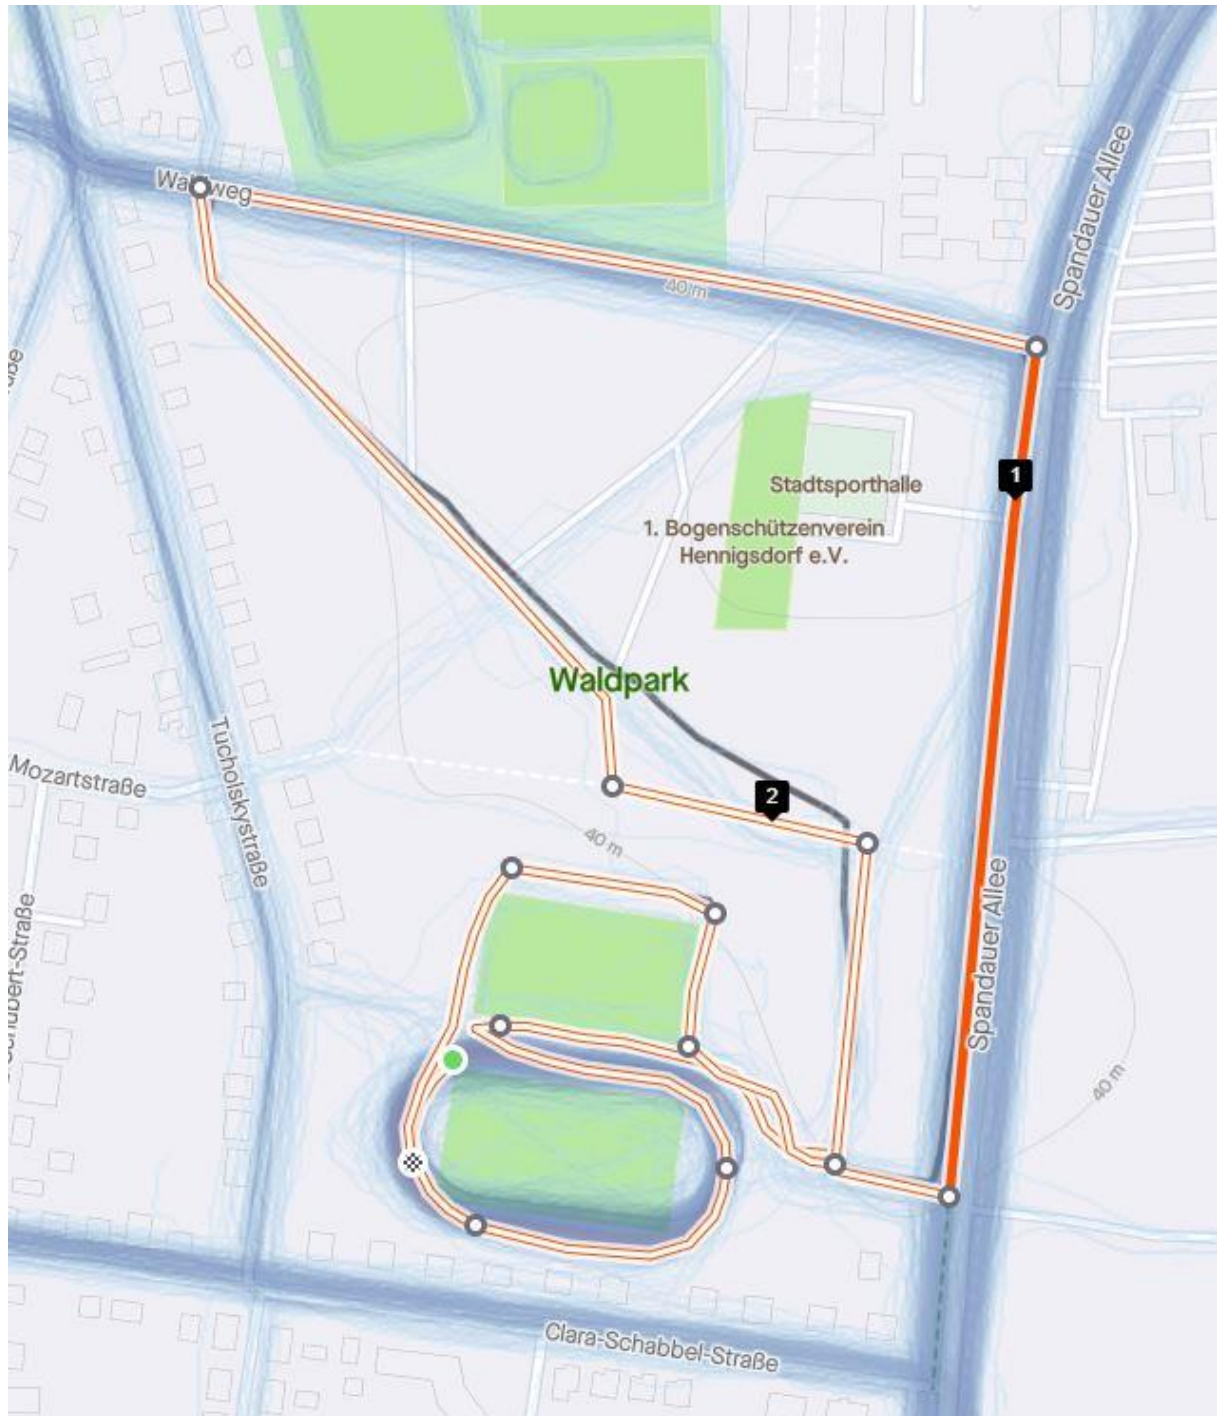 Spandauer Allee
40 m
1
Stadtsporthalle
1. Bogenschützenverein
Hennigsdorf e.V.
Waldpark
Tucholskystraße
Mozartstraße
2
40 m
Spandauer Allee
40 m
Clara-Schabbel-Straße